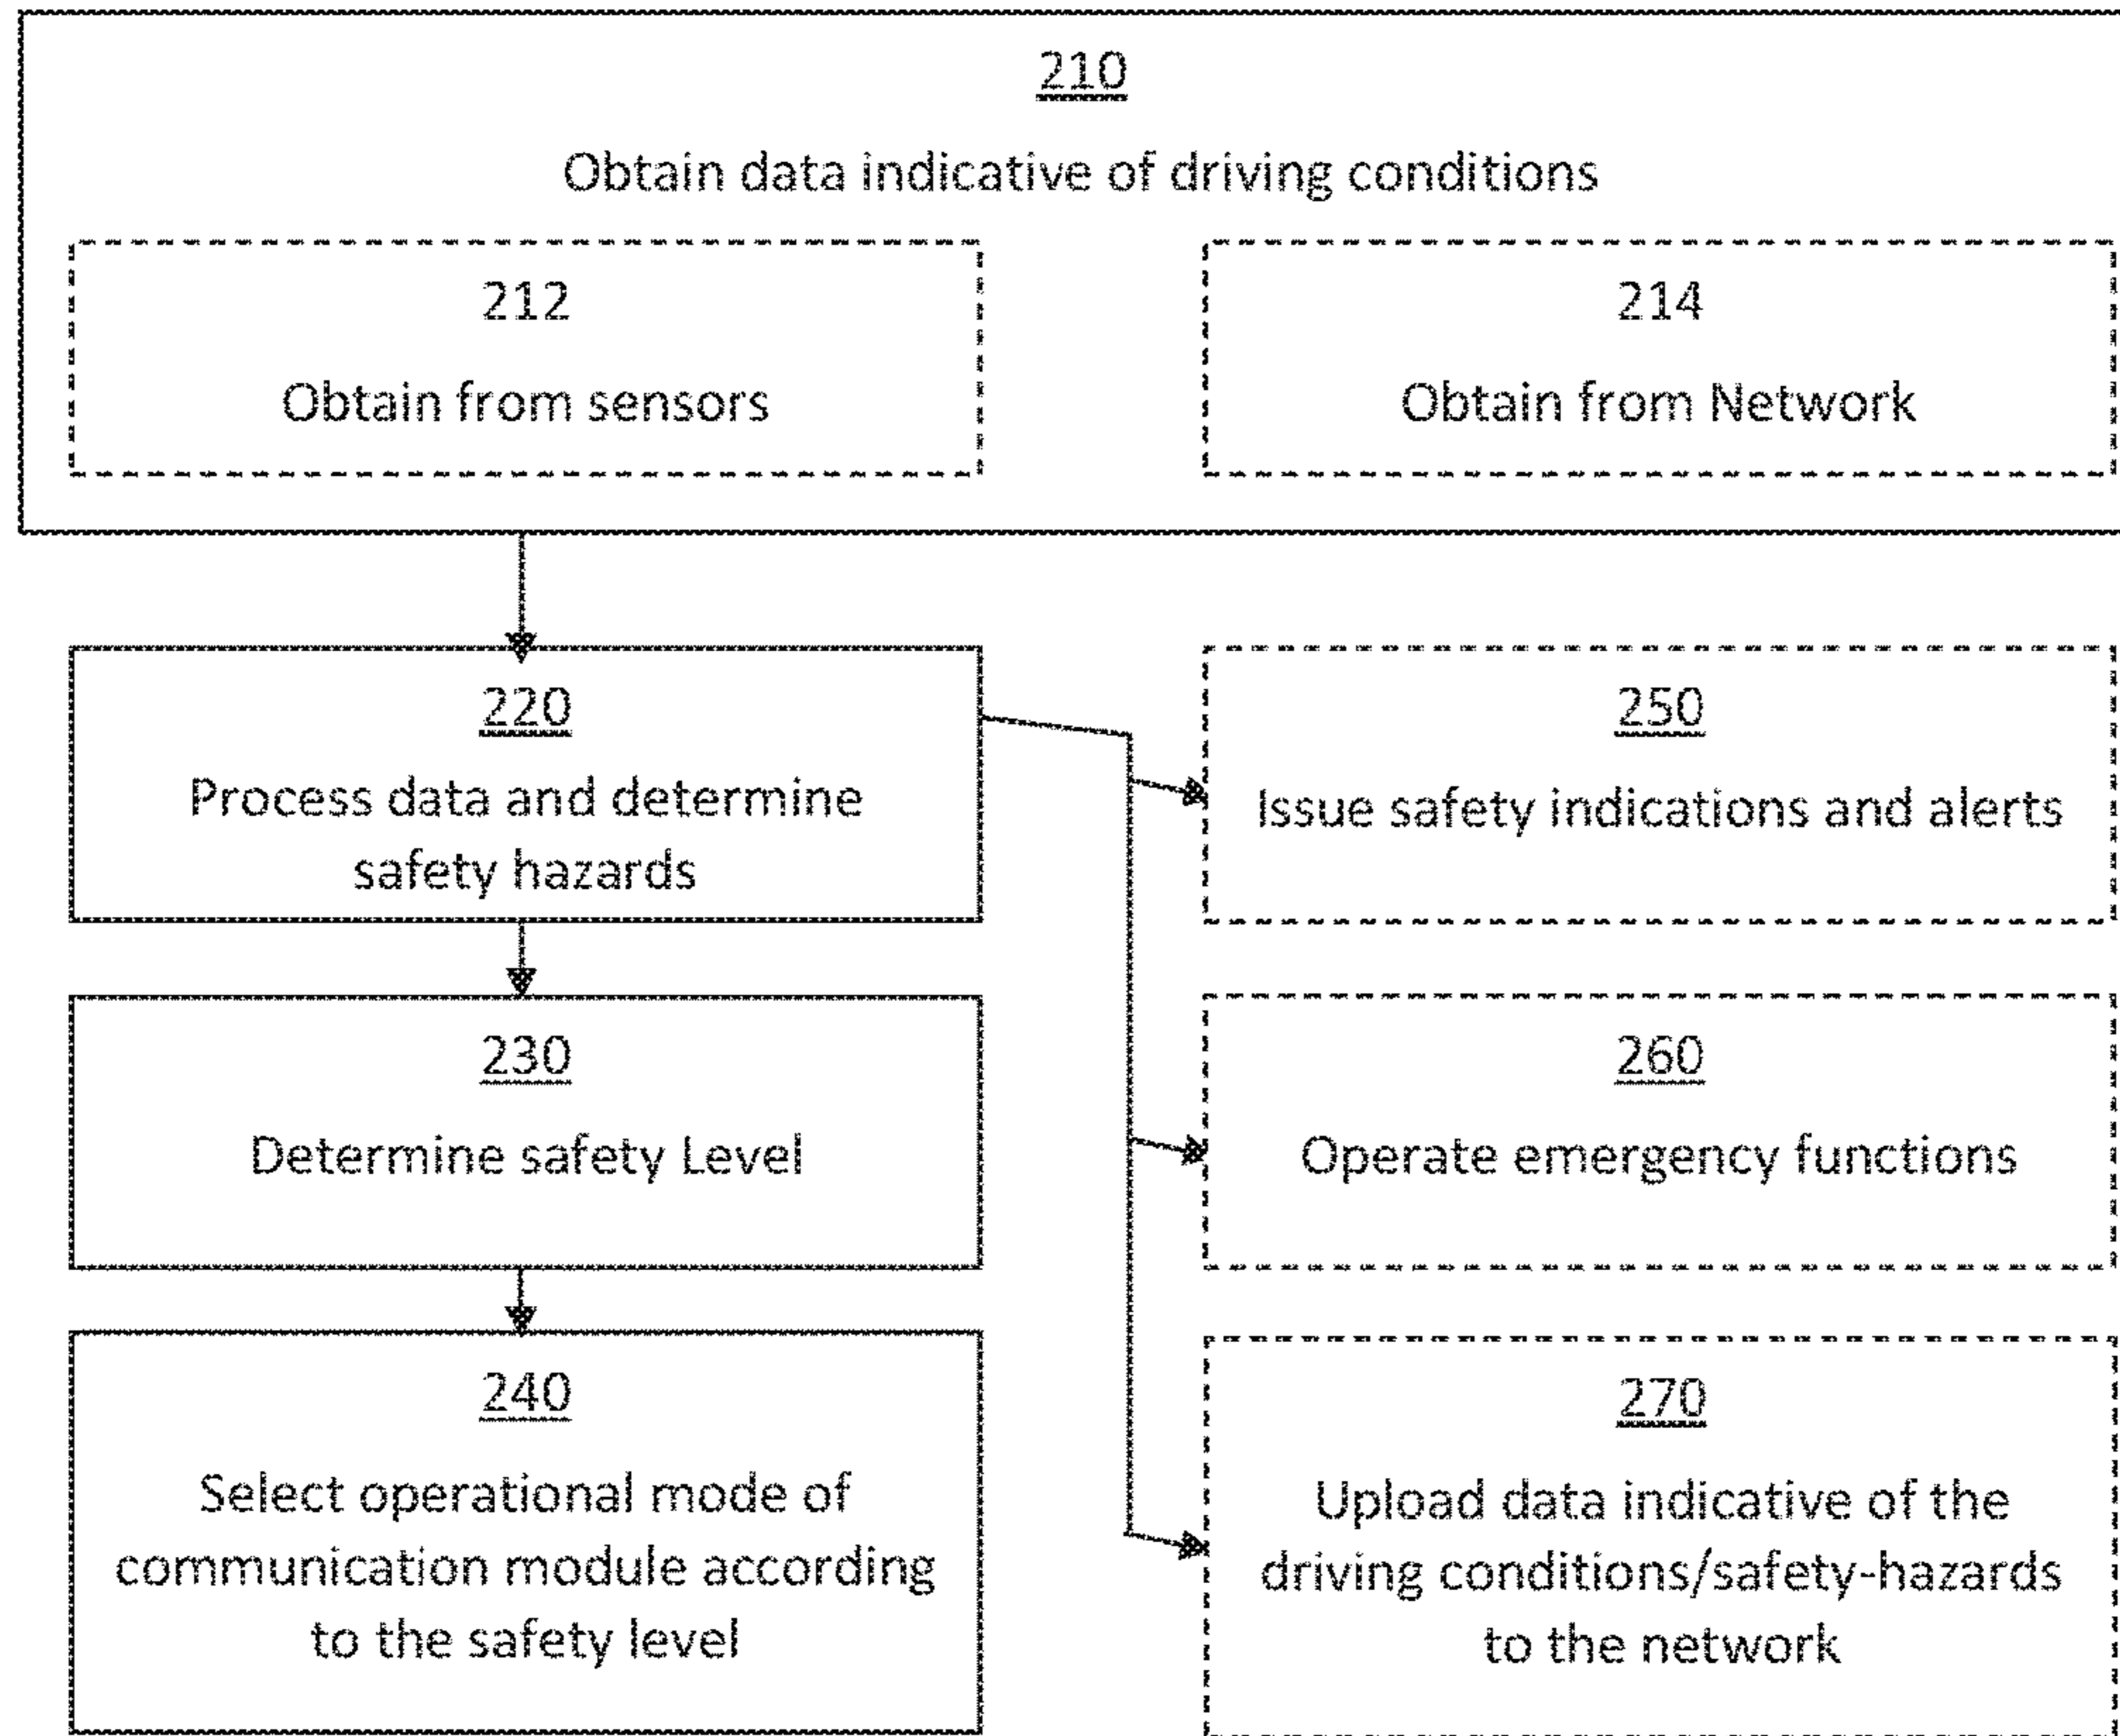 210
Obtain data indicative of driving conditions
212
Obtain from sensors
214
Obtain from Network
220
Process data and determine
safety hazards
230
Determine safety Level
240
Select operational mode of
communication module according
to the safety level
250
Issue safety indications and alerts
260
Operate emergency functions
270
Upload data indicative of the
driving conditions/safety-hazards
to the network